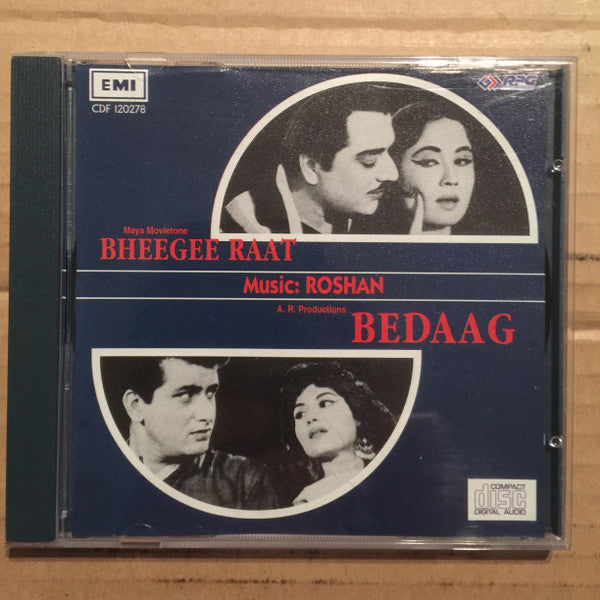 EMI
CDF 120278
RPG
Maya Movietone
BHEEGEE RAAT
Music: ROSHAN
A. R. Productions
BEDAAG
COMPACT
disc
DIGITAL AUDIO